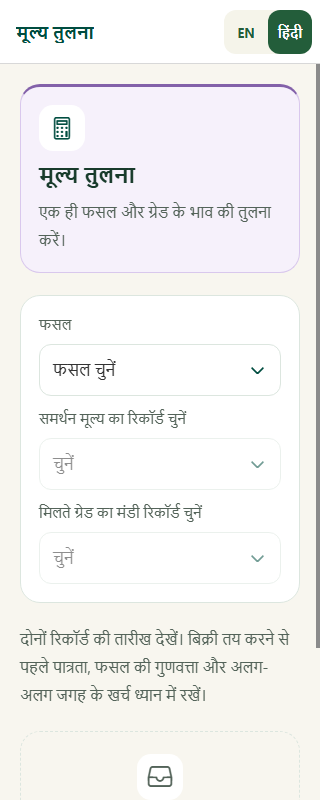 मूल्य तुलना
EN
हिंदी
मूल्य तुलना
एक ही फसल और ग्रेड के भाव की तुलना
करें।
फसल
फसल चुनें
समर्थन मूल्य का रिकॉर्ड चुनें
चुनें
मिलते ग्रेड का मंडी रिकॉर्ड चुनें
चुनें
दोनों रिकॉर्ड की तारीख देखें। बिक्री तय करने से
पहले पात्रता, फसल की गुणवत्ता और अलग-
अलग जगह के खर्च ध्यान में रखें।